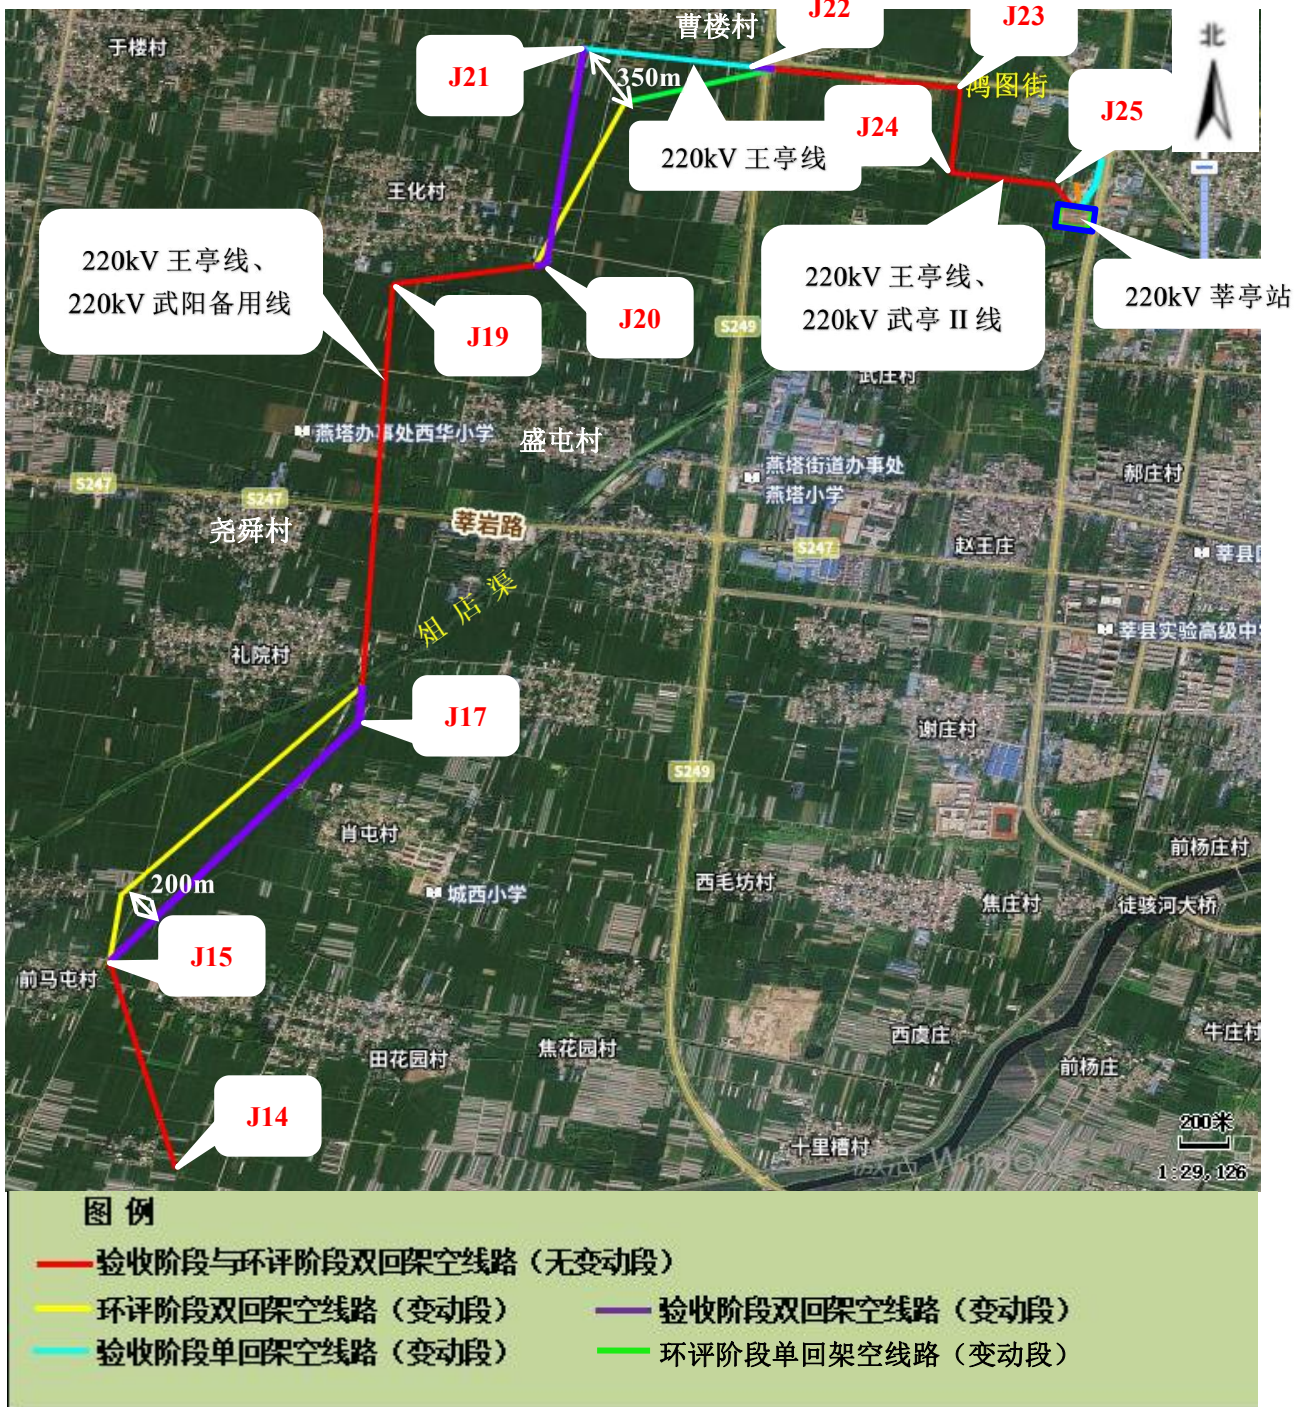 J22
曹楼村
J23
北
于楼村
J21
350m
鸿图街
J25
J24
220kV 王亭线
王化村
220kV 王亭线、
220kV 武阳备用线
220kV 王亭线、
220kV 武亭 II 线
220kV 莘亭站
J20
J19
S249
武庄村
燕塔办事处西华小学
盛屯村
燕塔街道办事处
燕塔小学
郝庄村
S247
S247
尧舜村
莘岩路
S247
赵王庄
莘县
俎店渠
莘县实验高级中
礼院村
J17
谢庄村
S249
肖屯村
前杨庄村
200m
城西小学
西毛坊村
焦庄村
徒骇河大桥
J15
前马屯村
田花园村
焦花园村
西虞庄
牛庄村
前杨庄
J14
十里槽村
200米
激活 Windows
1:29,126
图 例
验收阶段与环评阶段双回架空线路（无变动段）
环评阶段双回架空线路（变动段）
验收阶段双回架空线路（变动段）
验收阶段单回架空线路（变动段）
环评阶段单回架空线路（变动段）